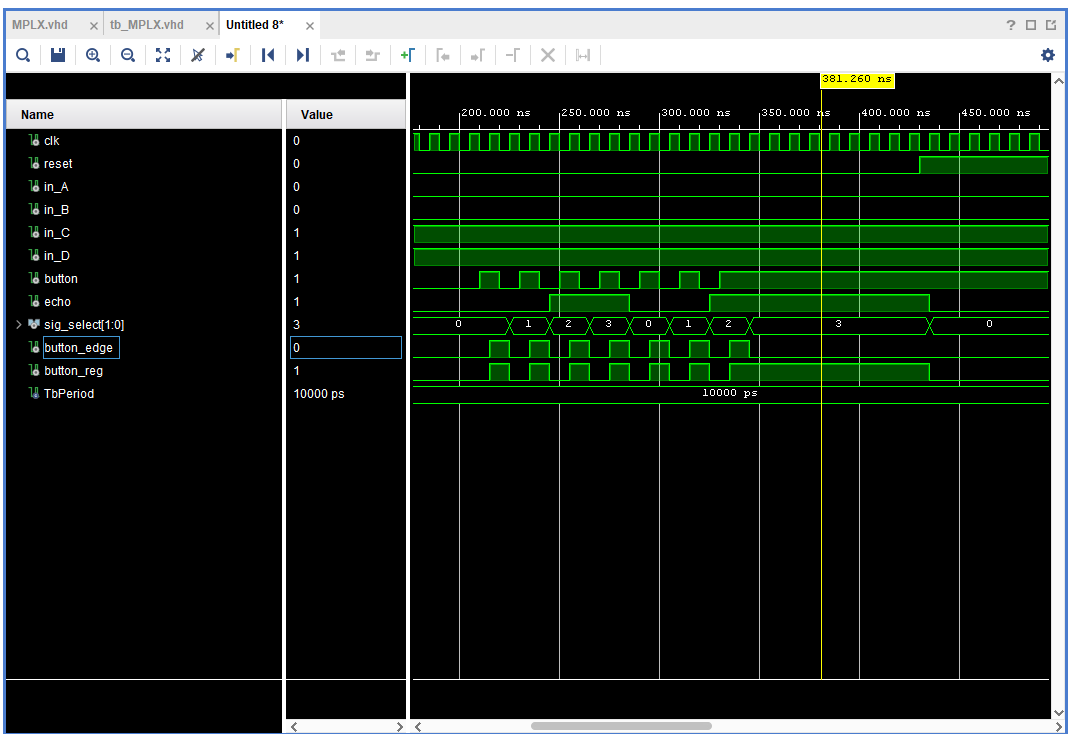 MPLX.vhd × tb_MPLX.vhd × Untitled 8* ×
?
381.260 ns
Name Value
200.000 ns 250.000 ns 300.000 ns 350.000 ns 400.000 ns 450.000 ns
clk 0
reset 0
in_A 0
in_B 0
in_C 1
in_D 1
button 1
echo 1
sig_select[1:0] 3 0 1 2 3 0 1 2 3 0
button_edge 0
button_reg 1
TbPeriod 10000 ps 10000 ps